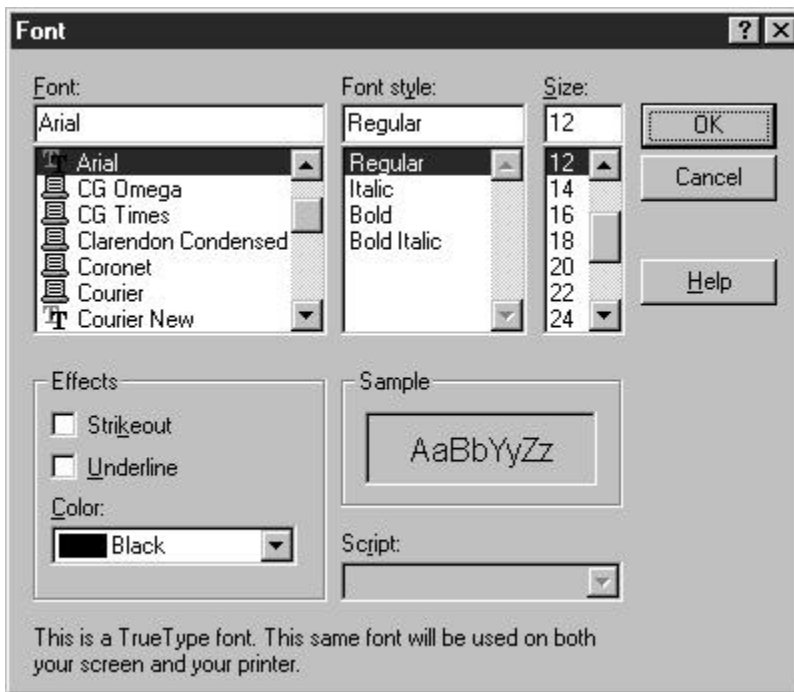 Font
Font:
Arial
Arial
CG Omega
CG Times
Clarendon Condensed
Coronet
Courier
Courier New
Font style:
Regular
Regular
Italic
Bold
Bold Italic
Size:
12
12
14
16
18
20
22
24
OK
Cancel
Help
Effects
Strikeout
Underline
Color:
Black
Sample
AaBbYyZz
Script:
This is a TrueType font. This same font will be used on both
your screen and your printer.